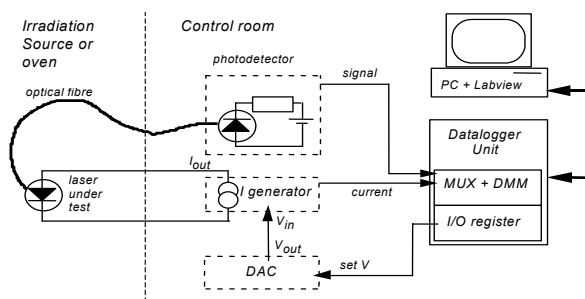 Irradiation
Source or
oven
Control room
photodetector
optical fibre
signal
PC + Labview
Datalogger
Unit
MUX + DMM
I/O register
laser
under
test
I_out
I generator
current
V_in
V_out
DAC
set V